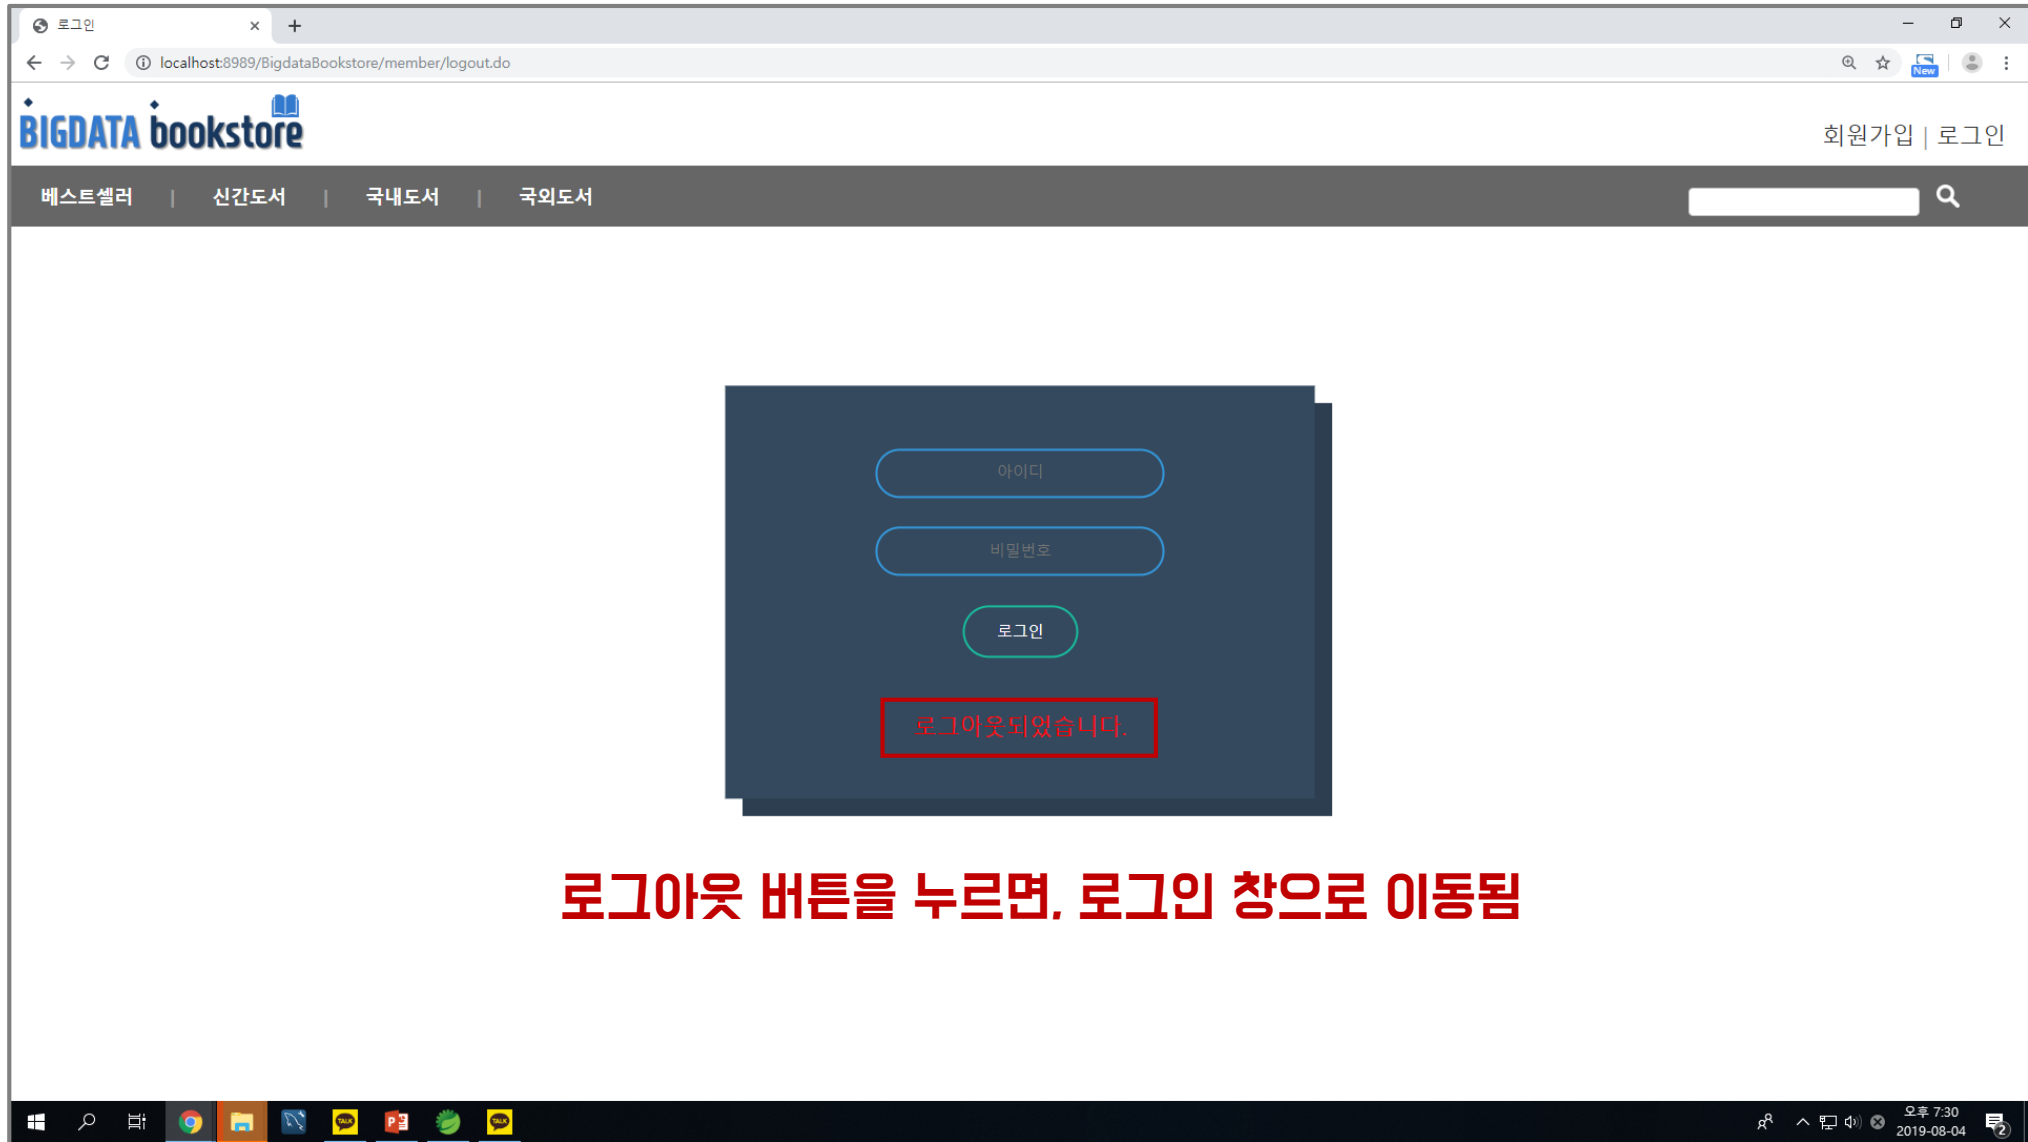 로그인
localhost:8989/BigdataBookstore/member/logout.do
New
BIGDATA bookstore
회원가입 | 로그인
베스트셀러 | 신간도서 | 국내도서 | 국외도서
아이디
비밀번호
로그인
로그아웃되었습니다.
로그아웃 버튼을 누르면, 로그인 창으로 이동됨
TALK
TALK
오후 7:30
2019-08-04
2